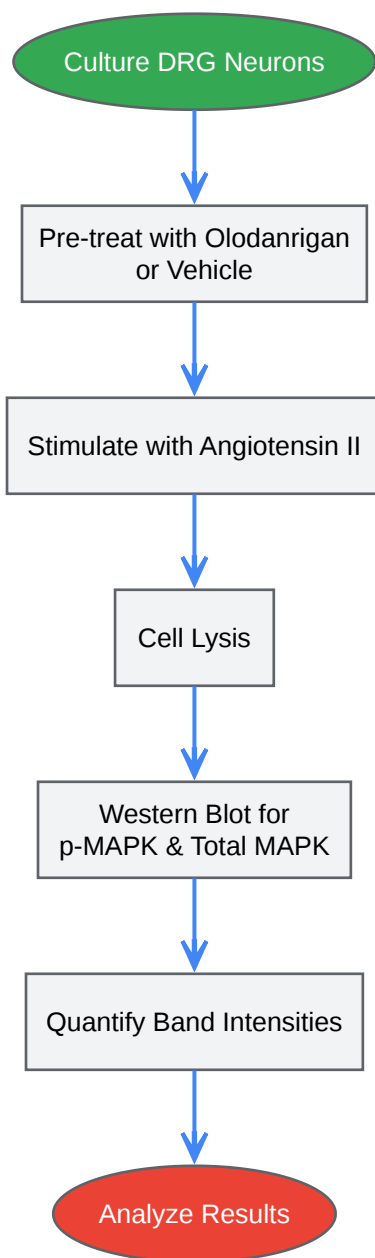 Culture DRG Neurons
Pre-treat with Olodanrigan
or Vehicle
Stimulate with Angiotensin II
Cell Lysis
Western Blot for
p-MAPK & Total MAPK
Quantify Band Intensities
Analyze Results